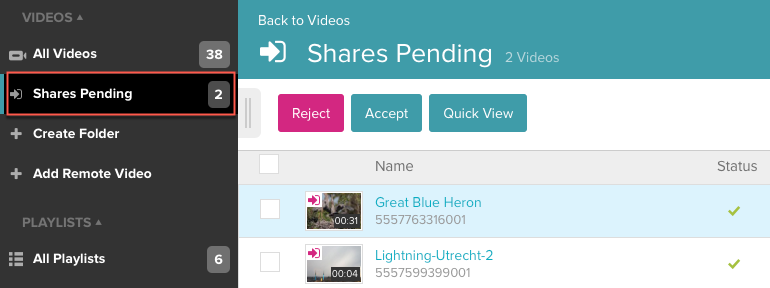 VIDEOS
All Videos 38
Shares Pending 2
Create Folder
Add Remote Video
PLAYLISTS
All Playlists 6
Back to Videos
Shares Pending 2 Videos
Reject Accept Quick View
Name Status
00:31
Great Blue Heron
5557763316001
00:04
Lightning-Utrecht-2
5557599399001